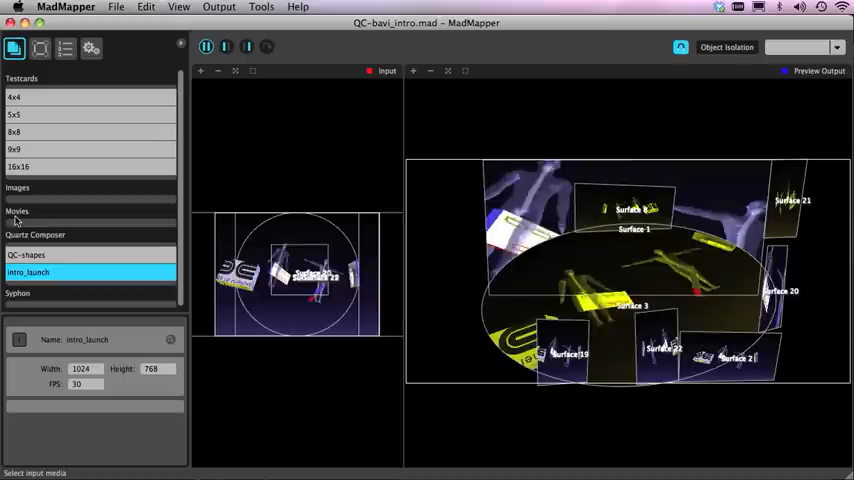 MadMapper File Edit View Output Tools Help
QC-bavi_intro.mad - MadMapper
Object Isolation
Input
Preview Output
Testcards
4x4
5x5
8x8
9x9
16x16
Images
Movies
Quartz Composer
QC-shapes
intro_launch
Syphon
Name: intro_launch
Width: 1024 Height: 768
FPS: 30
Surface 1
Surface 21
Surface 20
Surface 3
Surface 19
Surface 22
Surface 2
Select input media